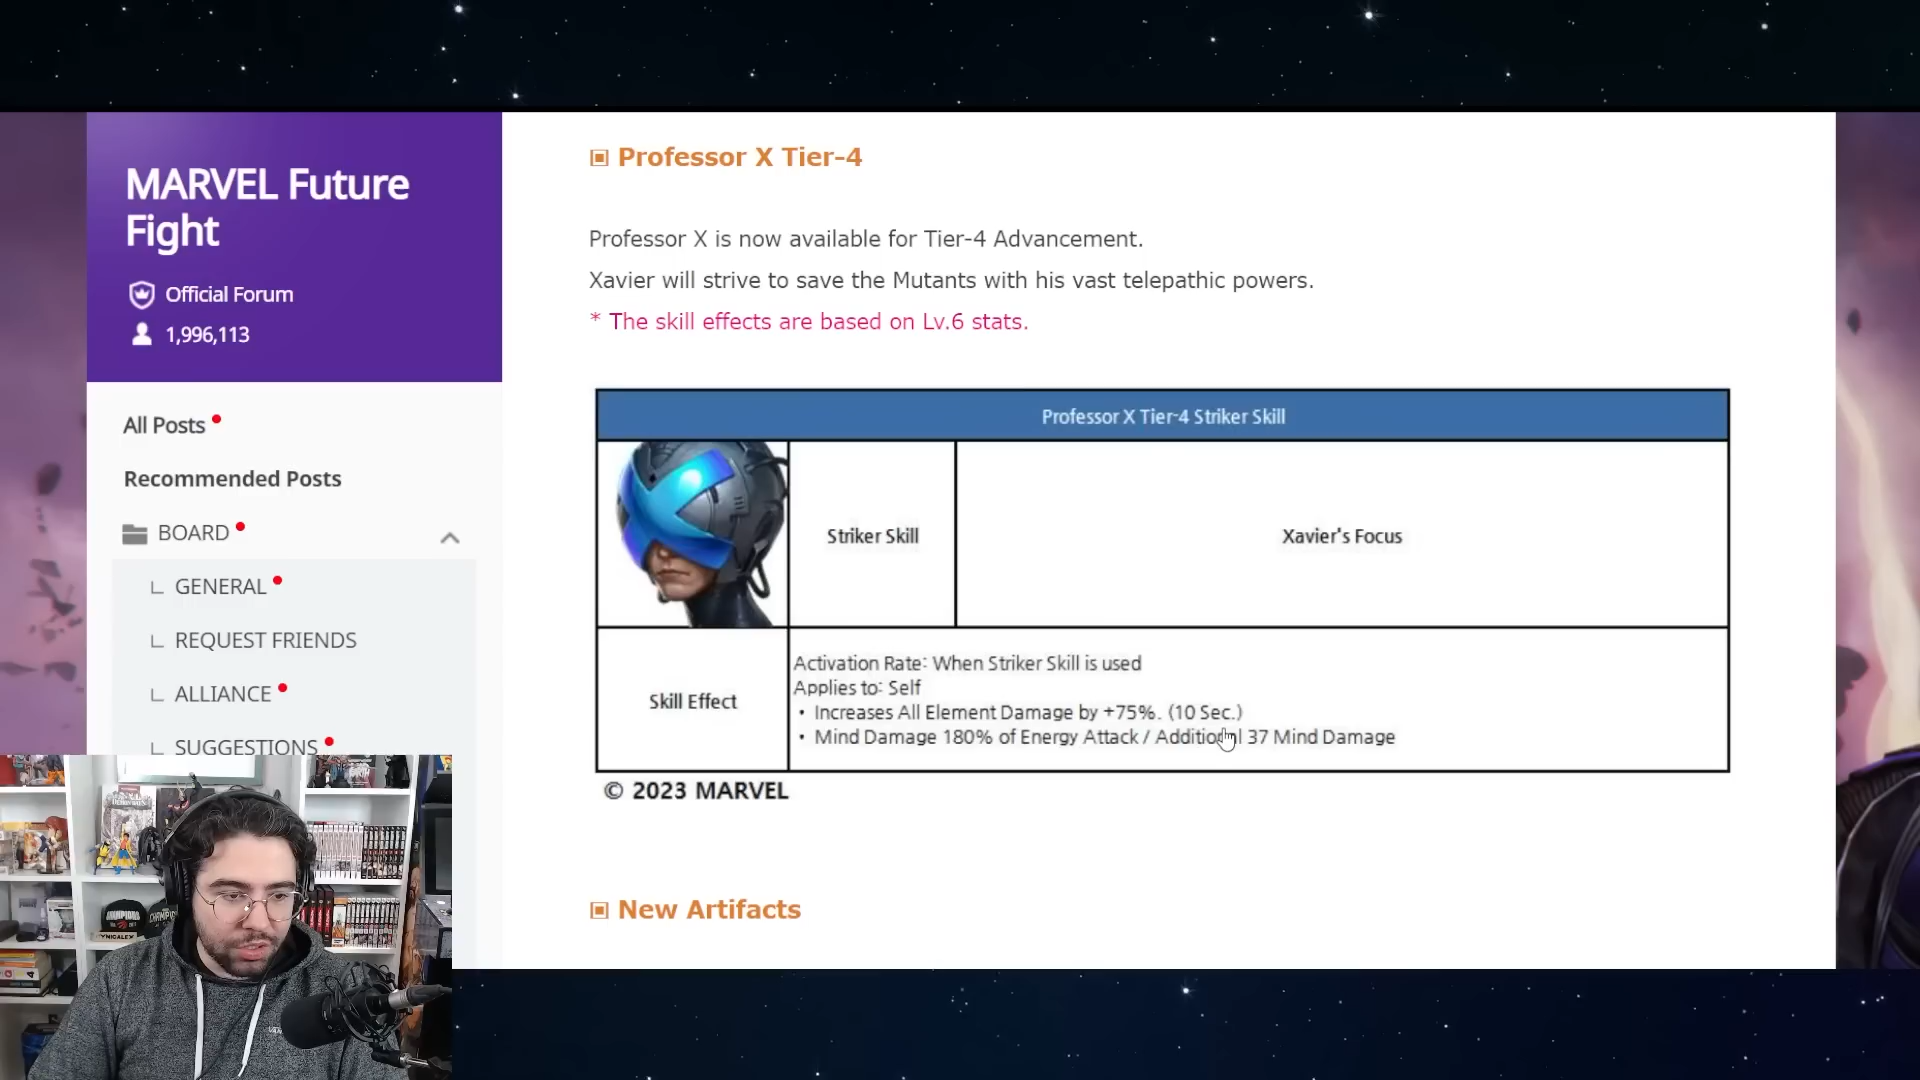 MARVEL Future
Fight
Official Forum
1,996,113
All Posts
Recommended Posts
BOARD
GENERAL
REQUEST FRIENDS
ALLIANCE
SUGGESTIONS
Professor X Tier-4
Professor X is now available for Tier-4 Advancement.
Xavier will strive to save the Mutants with his vast telepathic powers.
* The skill effects are based on Lv.6 stats.
Professor X Tier-4 Striker Skill
Striker Skill
Xavier's Focus
Skill Effect
Activation Rate: When Striker Skill is used
Applies to: Self
• Increases All Element Damage by +75%. (10 Sec.)
• Mind Damage 180% of Energy Attack / Additional 37 Mind Damage
© 2023 MARVEL
New Artifacts
CHAMPIONS